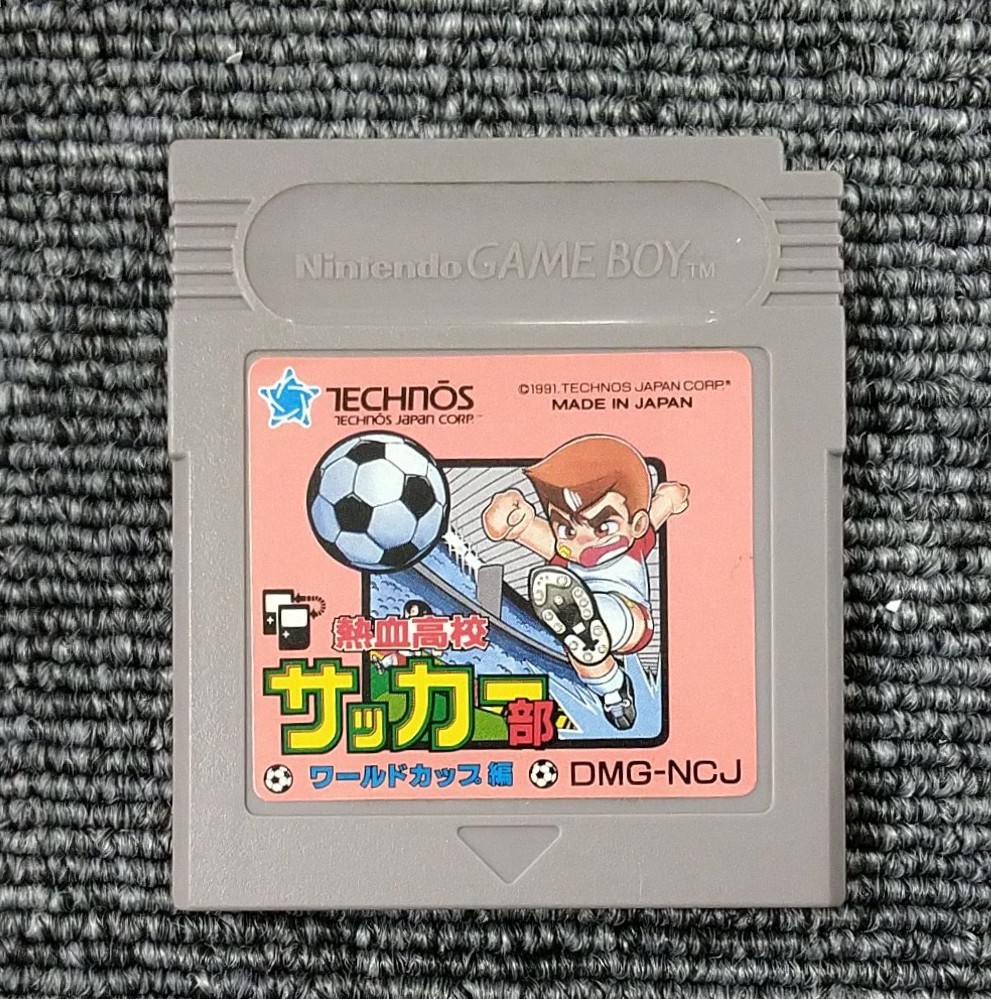 Nintendo GAME BOY TM
TECHNŌS
TECHNŌS JAPAN CORP.™
©1991.TECHNOS JAPAN CORP.®
MADE IN JAPAN
熱血高校
サッカー部
ワールドカップ編
DMG-NCJ